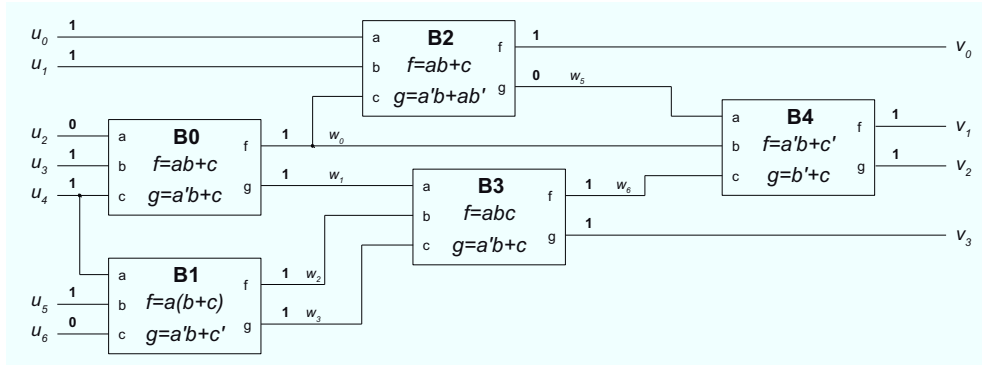 u0 1
u1 1
a B2 f 1 v0
b f=ab+c
c g=a'b+ab' g 0 w5
u2 0
u3 1
u4 1
a B0 f 1 w0
b f=ab+c
c g=a'b+c g 1 w1
a B4 f 1 v1
b f=a'b+c'
c g=b'+c g 1 v2
a B3 f 1 w6
b f=abc
c g=a'b+c g 1 v3
a B1 f 1 w2
u5 1 b f=a(b+c)
u6 0 c g=a'b+c' g 1 w3